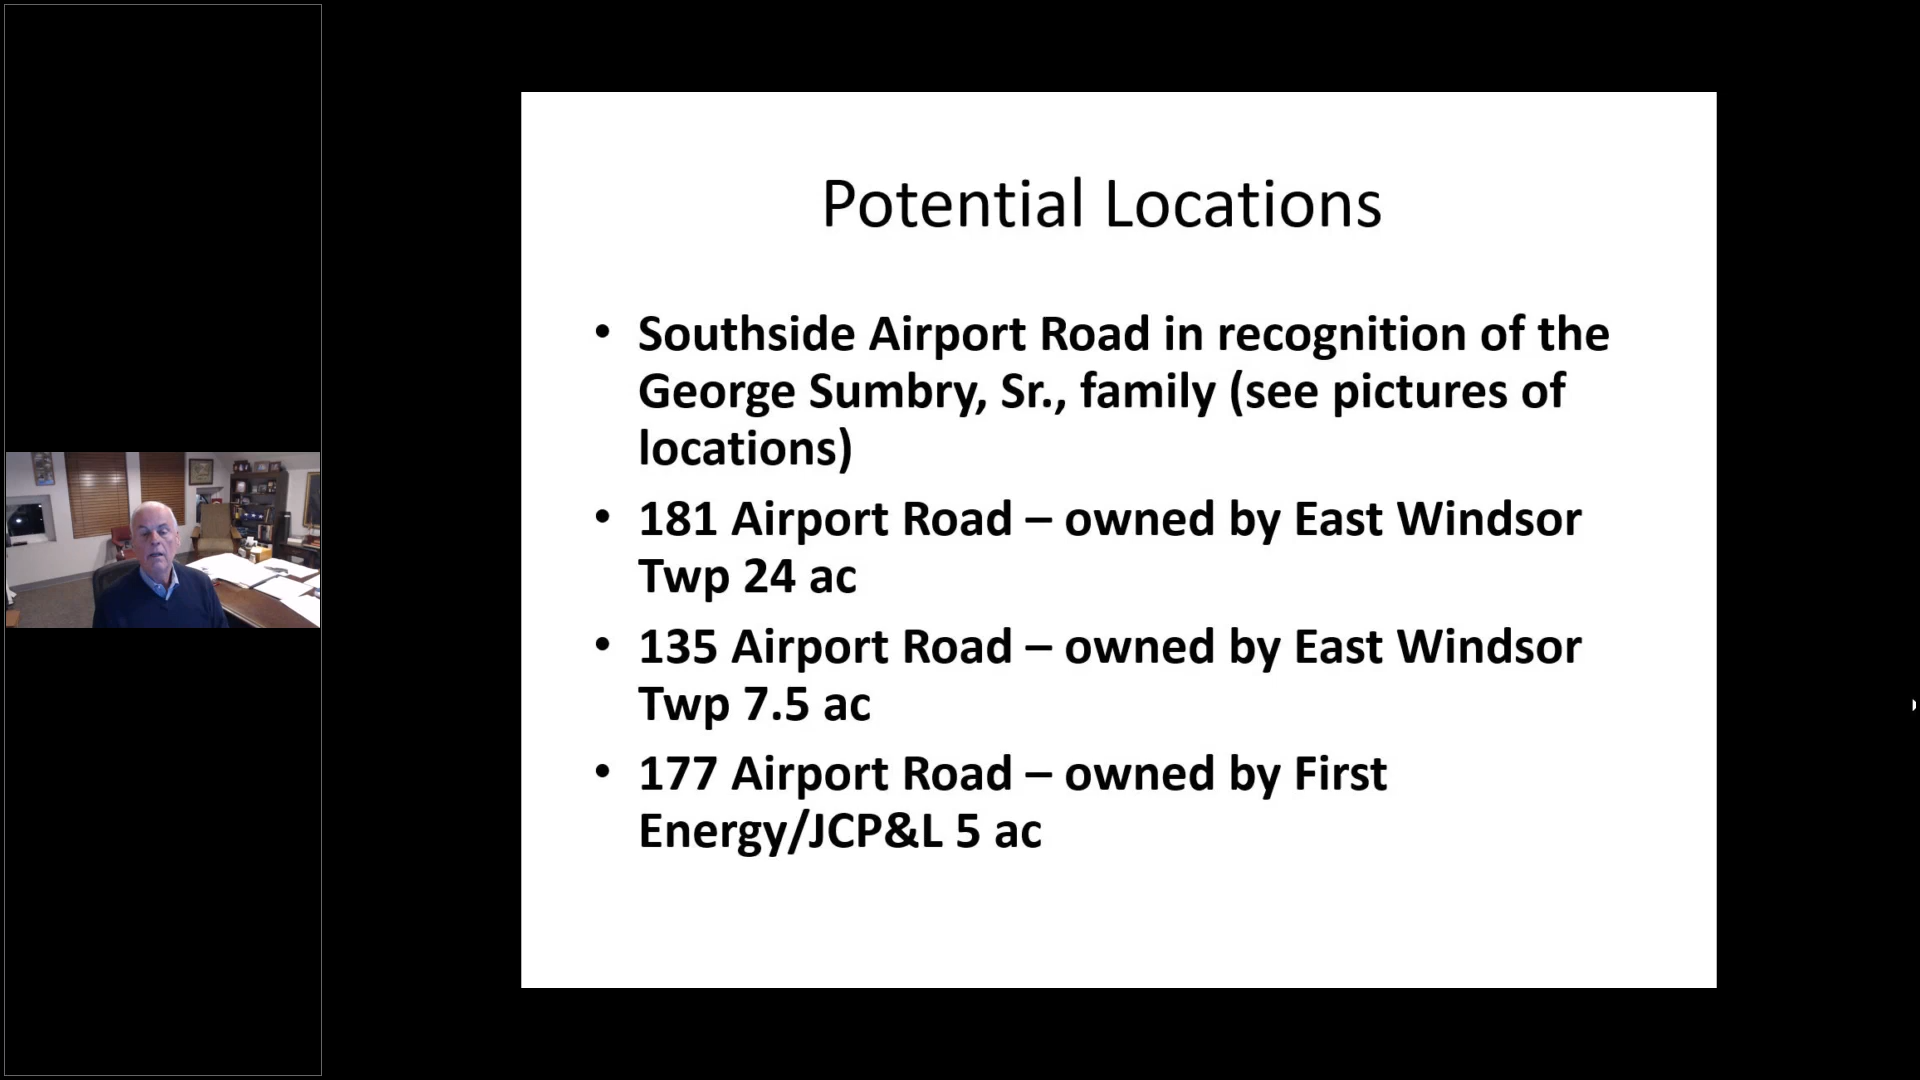 Potential Locations
• Southside Airport Road in recognition of the
George Sumbry, Sr., family (see pictures of
locations)
• 181 Airport Road – owned by East Windsor
Twp 24 ac
• 135 Airport Road – owned by East Windsor
Twp 7.5 ac
• 177 Airport Road – owned by First
Energy/JCP&L 5 ac